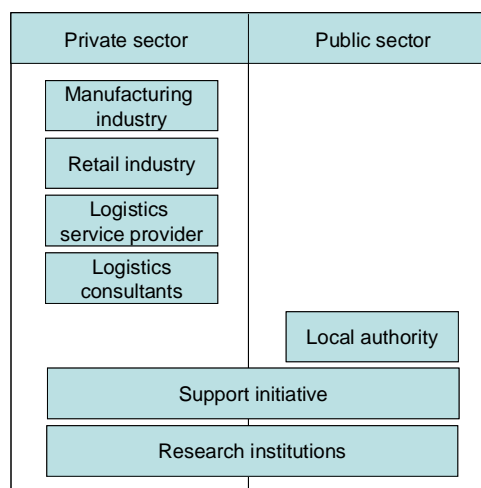 Private sector
Public sector
Manufacturing
industry
Retail industry
Logistics
service provider
Logistics
consultants
Local authority
Support initiative
Research institutions